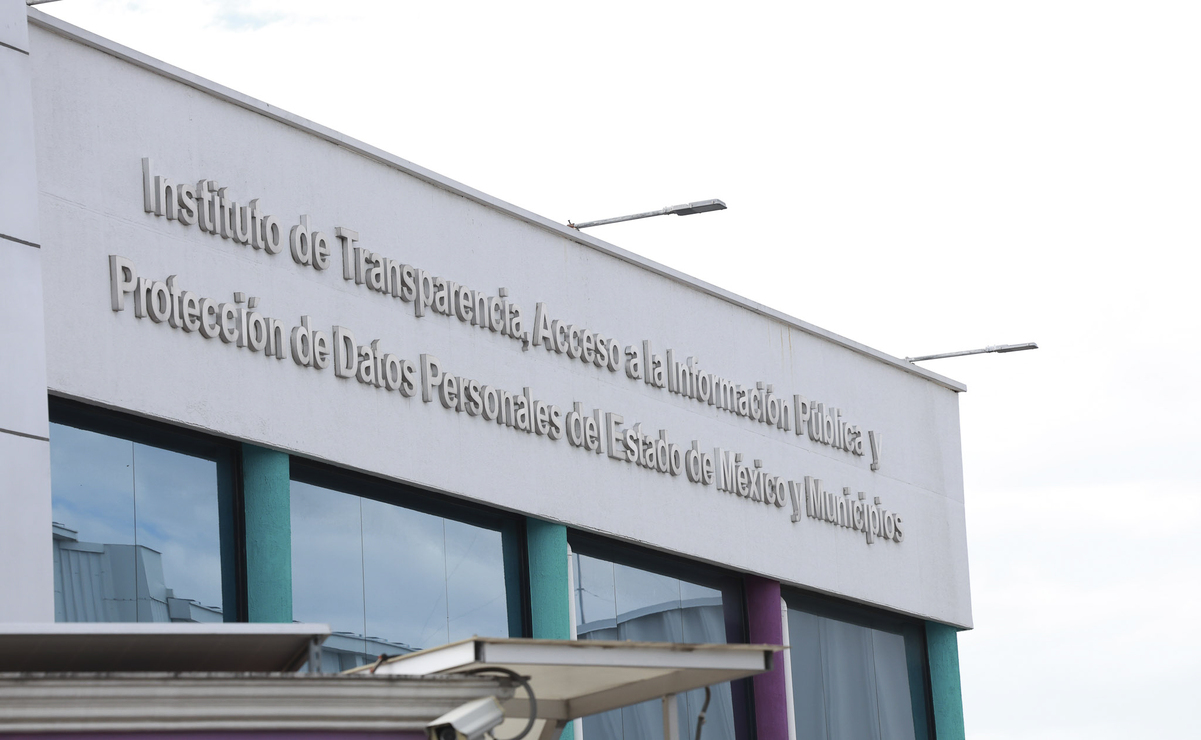 Instituto de Transparencia, Acceso a la Información Pública y
Protección de Datos Personales del Estado de México y Municipios